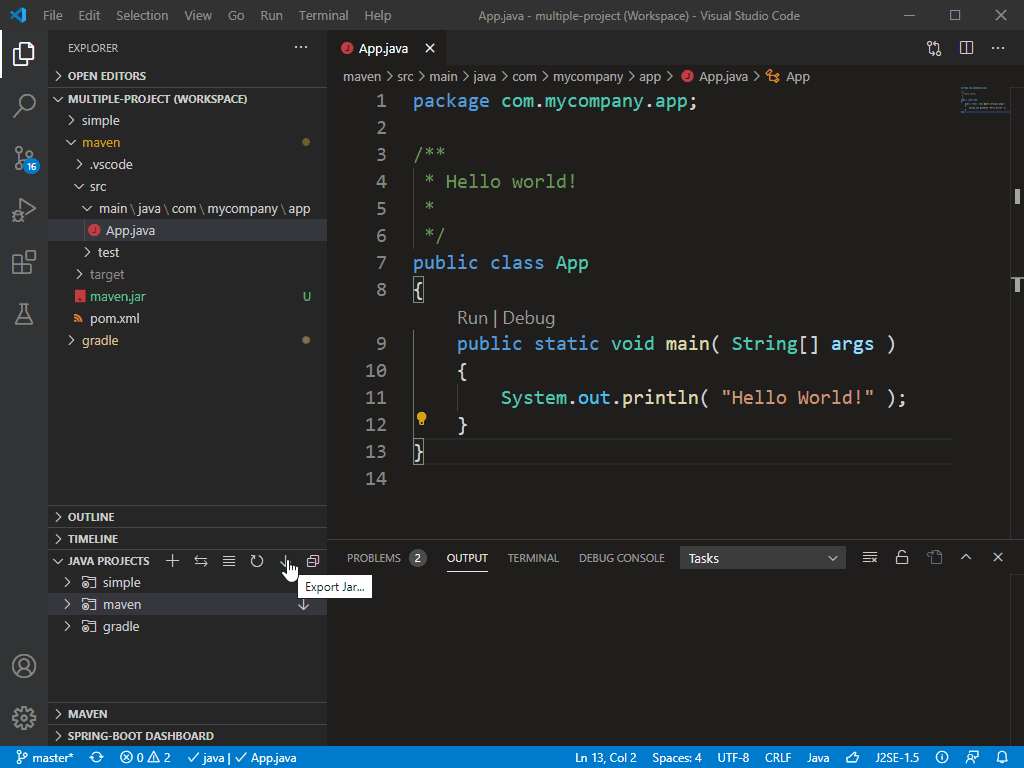 File Edit Selection View Go Run Terminal Help App.java - multiple-project (Workspace) - Visual Studio Code
EXPLORER
OPEN EDITORS
MULTIPLE-PROJECT (WORKSPACE)
simple
maven
.vscode
src
main \ java \ com \ mycompany \ app
App.java
test
target
maven.jar U
pom.xml
gradle
16
OUTLINE
TIMELINE
JAVA PROJECTS
simple
maven
gradle
Export Jar...
MAVEN
SPRING-BOOT DASHBOARD
App.java
maven > src > main > java > com > mycompany > app > App.java > App
1 package com.mycompany.app;
2
3 /**
4 * Hello world!
5 *
6 */
7 public class App
8 {
Run | Debug
9 public static void main( String[] args )
10 {
11 System.out.println( "Hello World!" );
12 }
13 }
14
PROBLEMS 2 OUTPUT TERMINAL DEBUG CONSOLE Tasks
master* 0 2 java | App.java Ln 13, Col 2 Spaces: 4 UTF-8 CRLF Java J2SE-1.5